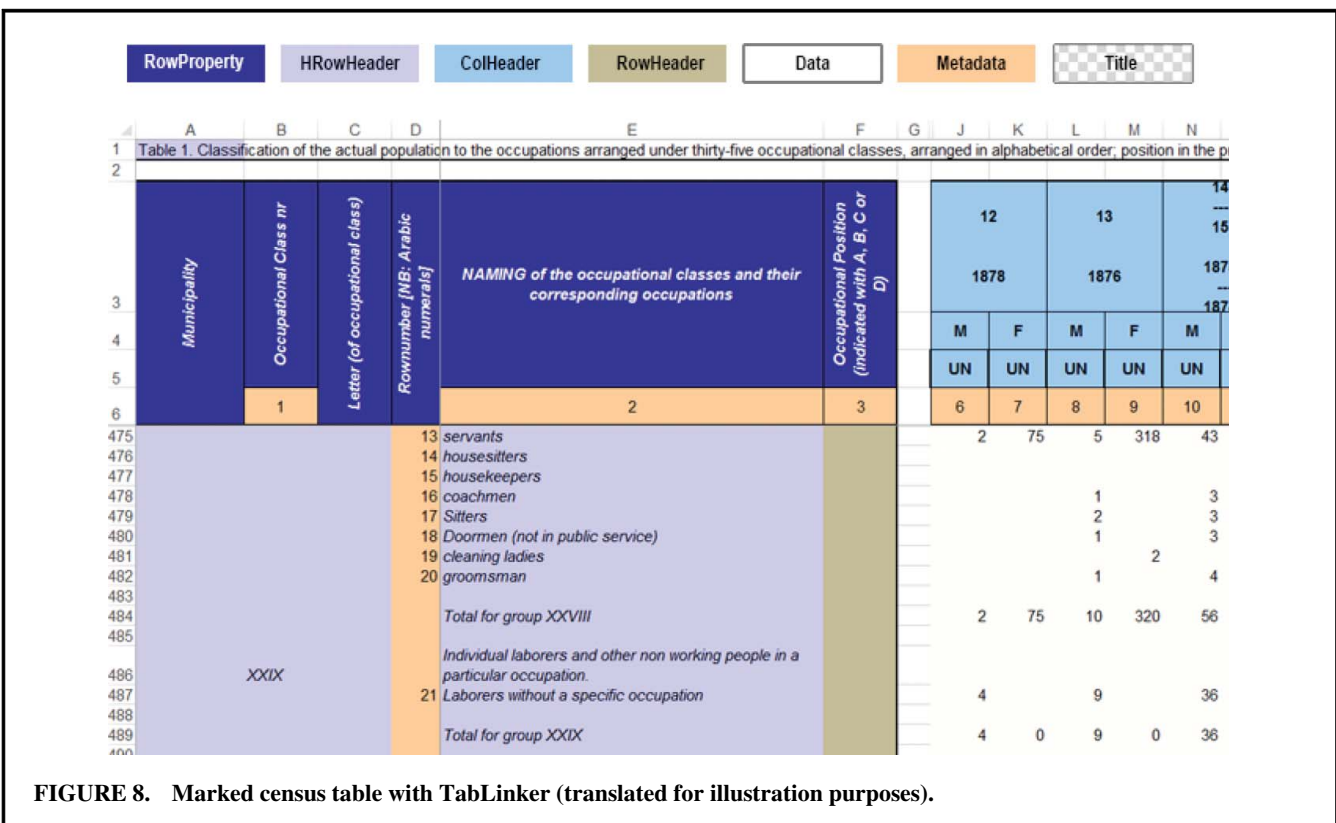 RowProperty HRowHeader ColHeader RowHeader Data Metadata Title
A B C D E F G J K L M N
1 Table 1. Classification of the actual population to the occupations arranged under thirty-five occupational classes, arranged in alphabetical order; position in the
2
3
4
5
6
Municipality
Occupational Class nr
Letter (of occupational class)
Rownumber [NB: Arabic
numerals]
NAMING of the occupational classes and their
corresponding occupations
Occupational Position
(indicated with A, B, C or
D)
12 13 14
---
15
1878 1876 187
---
187
M F M F M
UN UN UN UN UN
1 2 3 6 7 8 9 10
475 13 servants 2 75 5 318 43
476 14 housesitters
477 15 housekeepers
478 16 coachmen 1 3
479 17 Sitters 2 3
480 18 Doormen (not in public service) 1 3
481 19 cleaning ladies 2
482 20 groomsman 1 4
483
484 Total for group XXVIII 2 75 10 320 56
485
Individual laborers and other non working people in a
486 XXIX particular occupation.
487 21 Laborers without a specific occupation 4 9 36
488
489 Total for group XXIX 4 0 9 0 36
FIGURE 8. Marked census table with TabLinker (translated for illustration purposes).